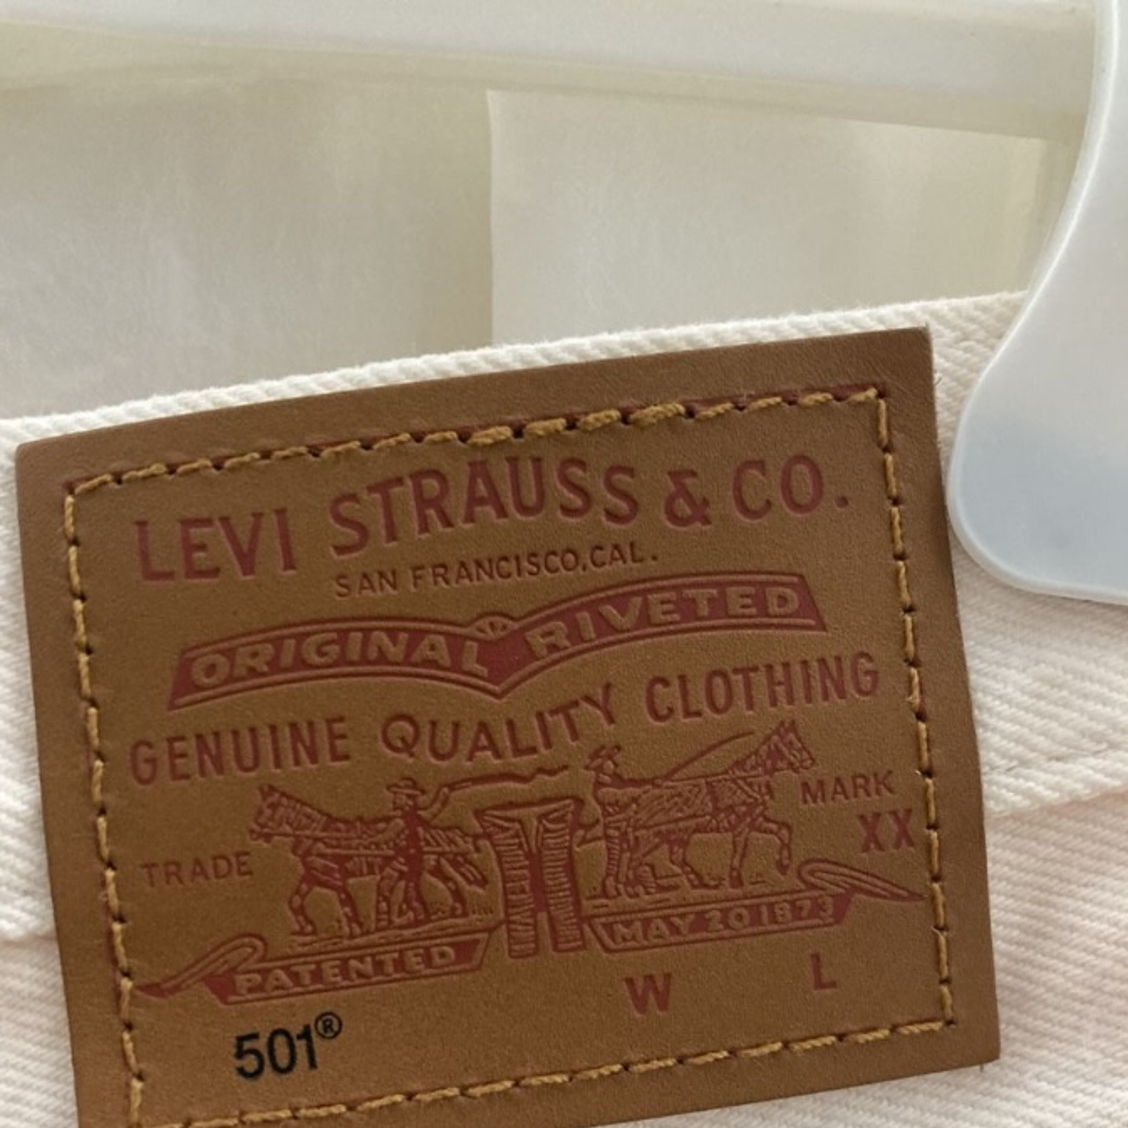 LEVI STRAUSS & CO.
SAN FRANCISCO, CAL.
ORIGINAL RIVETED
GENUINE QUALITY CLOTHING
TRADE MARK
XX
PATENTED MAY 20 1873
W L
501®